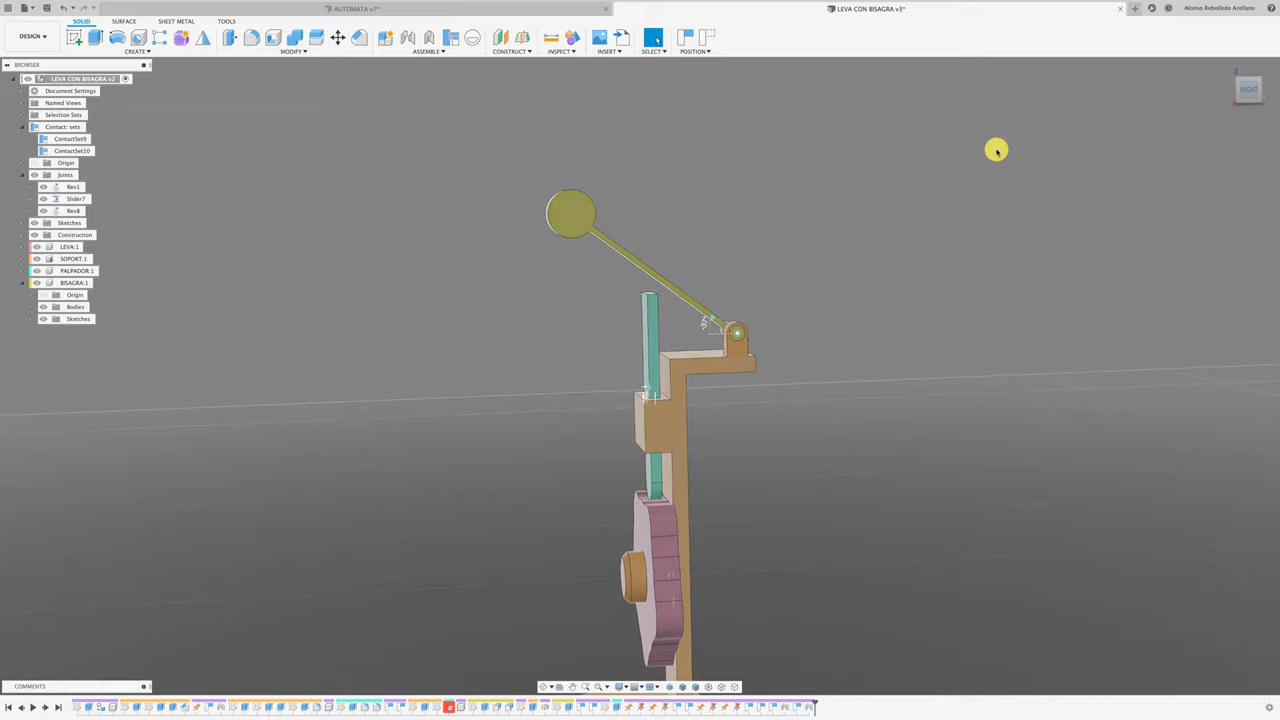 AUTOMATA v7*
LEVA CON BISAGRA v3*
Alonso Rebolledo Arellano
DESIGN
SOLID
SURFACE
SHEET METAL
TOOLS
CREATE
MODIFY
ASSEMBLE
CONSTRUCT
INSPECT
INSERT
SELECT
POSITION
BROWSER
LEVA CON BISAGRA v2
Document Settings
Named Views
Selection Sets
Contact: sets
ContactSet9
ContactSet10
Origin
Joints
Rev1
Slider7
Rev8
Sketches
Construction
LEVA:1
SOPORT:1
PALPADOR:1
BISAGRA:1
Origin
Bodies
Sketches
Z
RIGHT
COMMENTS